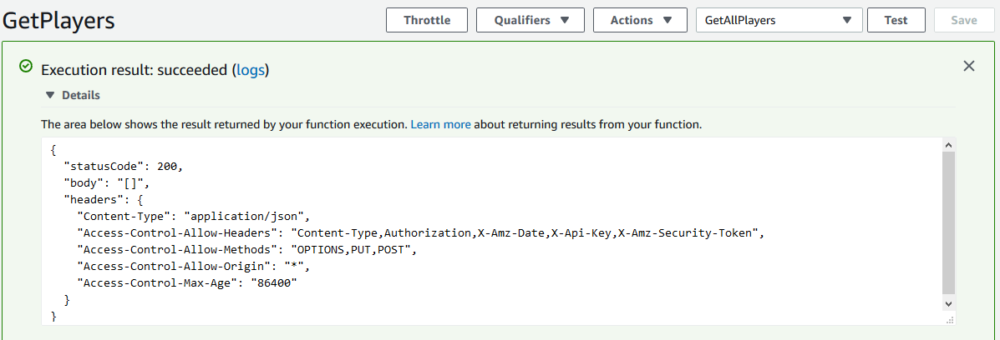 GetPlayers
Throttle
Qualifiers
Actions
GetAllPlayers
Test
Save
Execution result: succeeded (logs)
Details
The area below shows the result returned by your function execution. Learn more about returning results from your function.
{
  "statusCode": 200,
  "body": "[]",
  "headers": {
    "Content-Type": "application/json",
    "Access-Control-Allow-Headers": "Content-Type,Authorization,X-Amz-Date,X-Api-Key,X-Amz-Security-Token",
    "Access-Control-Allow-Methods": "OPTIONS,PUT,POST",
    "Access-Control-Allow-Origin": "*",
    "Access-Control-Max-Age": "86400"
  }
}